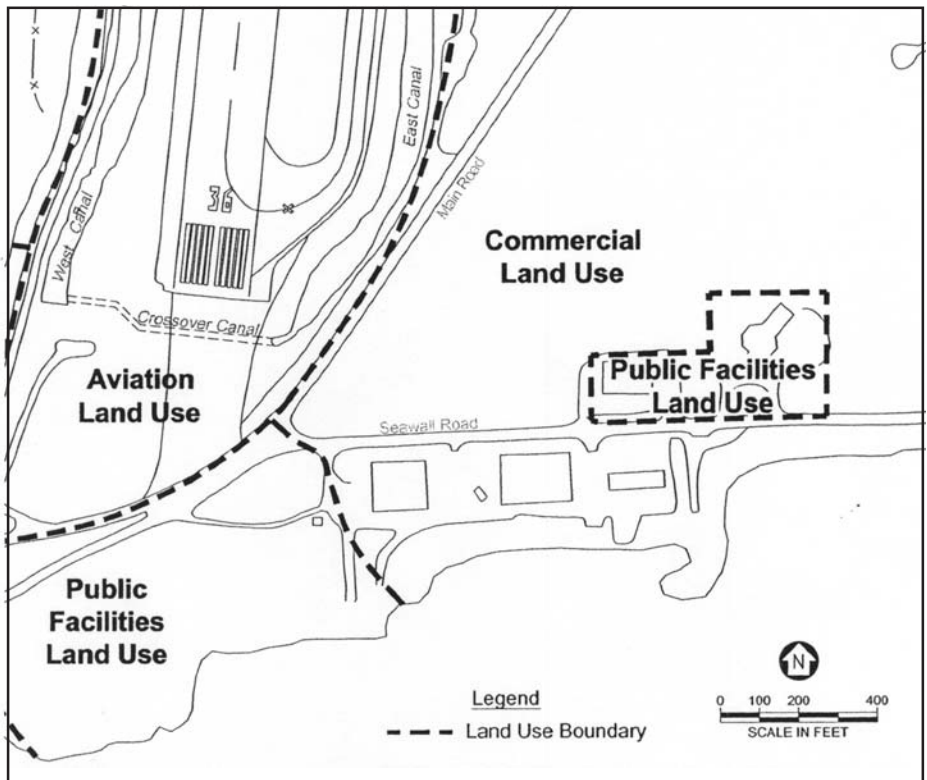 East Canal
West Canal
36
Main Road
Commercial
Land Use
Crossover Canal
Aviation
Land Use
Public Facilities
Land Use
Seawall Road
Public
Facilities
Land Use
N
Legend
Land Use Boundary
0 100 200 400
SCALE IN FEET